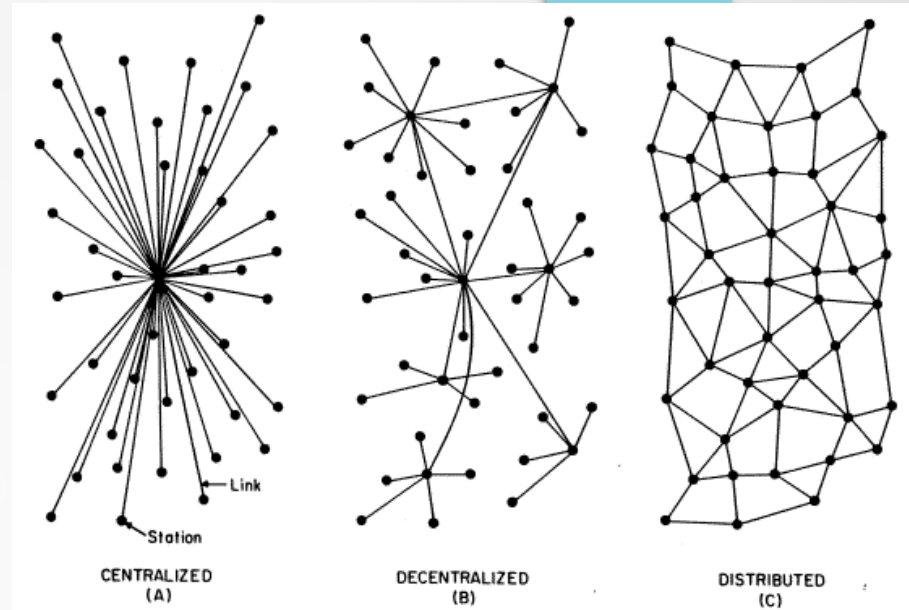 Link
Station
CENTRALIZED
(A)
DECENTRALIZED
(B)
DISTRIBUTED
(C)